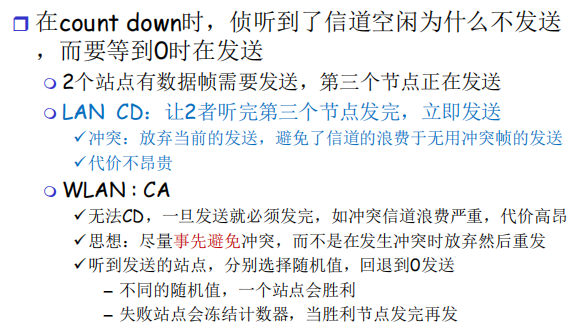 在count down时，侦听到了信道空闲为什么不发送
，而要等到0时在发送
2个站点有数据帧需要发送，第三个节点正在发送
LAN CD：让2者听完第三个节点发完，立即发送
✓冲突：放弃当前的发送，避免了信道的浪费于无用冲突帧的发送
✓代价不昂贵
WLAN : CA
✓无法CD，一旦发送就必须发完，如冲突信道浪费严重，代价高昂
✓思想：尽量事先避免冲突，而不是在发生冲突时放弃然后重发
✓听到发送的站点，分别选择随机值，回退到0发送
– 不同的随机值，一个站点会胜利
– 失败站点会冻结计数器，当胜利节点发完再发